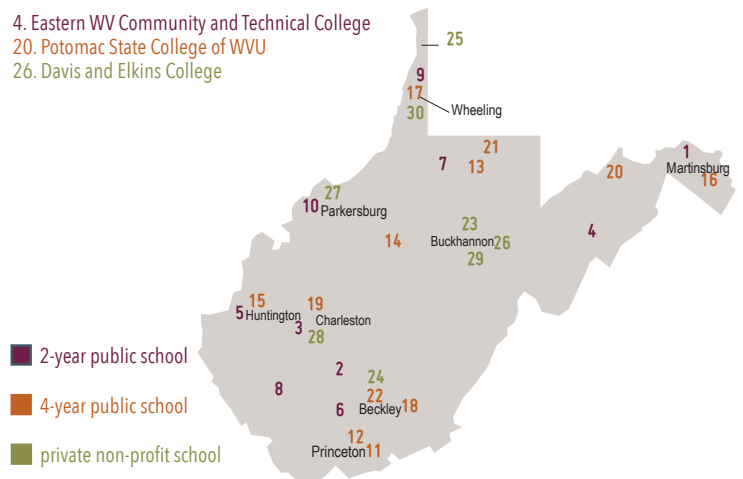 4. Eastern WV Community and Technical College
20. Potomac State College of WVU
26. Davis and Elkins College
25
9
17
Wheeling
30
21
7
13
1
Martinsburg
20
16
27
10
Parkersburg
23
14
Buckhannon
26
4
29
15
19
5
Huntington
Charleston
3
28
2-year public school
2
24
8
22
6
Beckley
18
4-year public school
12
Princeton
11
private non-profit school